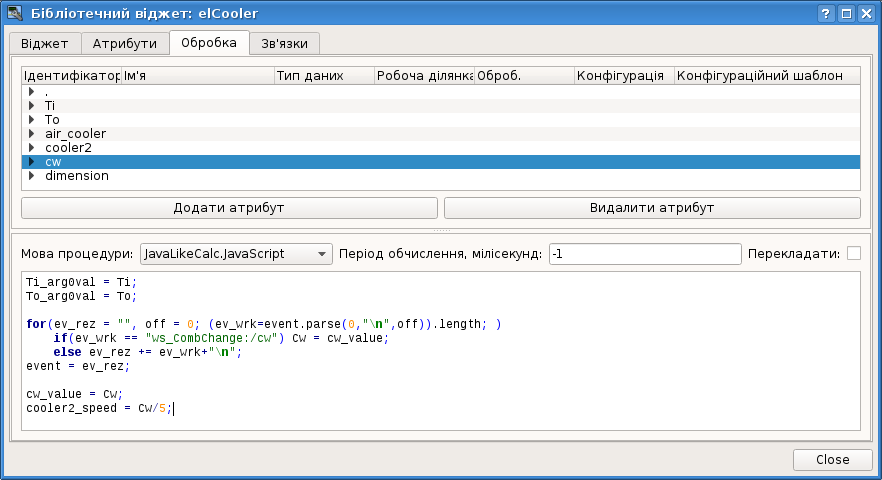 Бібліотечний віджет: elCooler
Віджет Атрибути Обробка Зв'язки
Ідентифікатор Ім'я Тип даних Робоча ділянка Оброб. Конфігурація Конфігураційний шаблон
.
Ti
To
air_cooler
cooler2
cw
dimension
Додати атрибут Видалити атрибут
Мова процедури: JavaLikeCalc.JavaScript Період обчислення, мілісекунд: -1 Перекладати:
Ti_arg0val = Ti;
To_arg0val = To;
for(ev_rez = "", off = 0; (ev_wrk=event.parse(0,"\n",off)).length; )
if(ev_wrk == "ws_CombChange:/cw") Cw = cw_value;
else ev_rez += ev_wrk+"\n";
event = ev_rez;
cw_value = Cw;
cooler2_speed = Cw/5;
Close